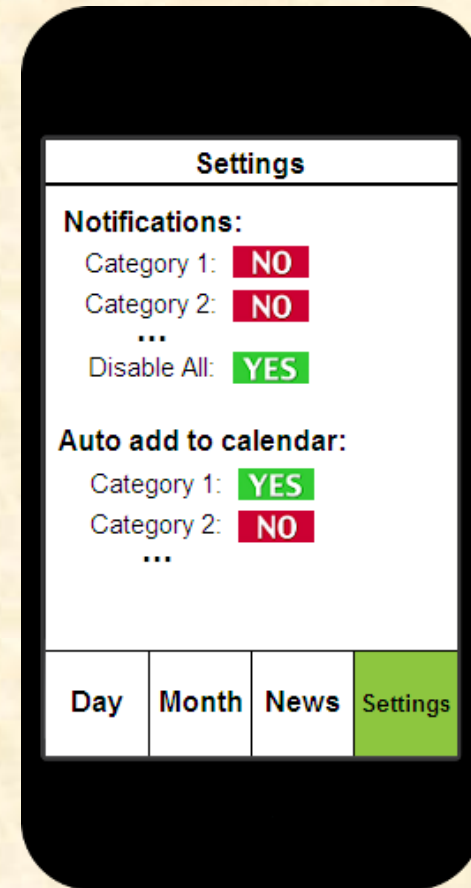 Settings
Notifications:
Category 1: NO
Category 2: NO
...
Disable All: YES
Auto add to calendar:
Category 1: YES
Category 2: NO
...
Day Month News Settings